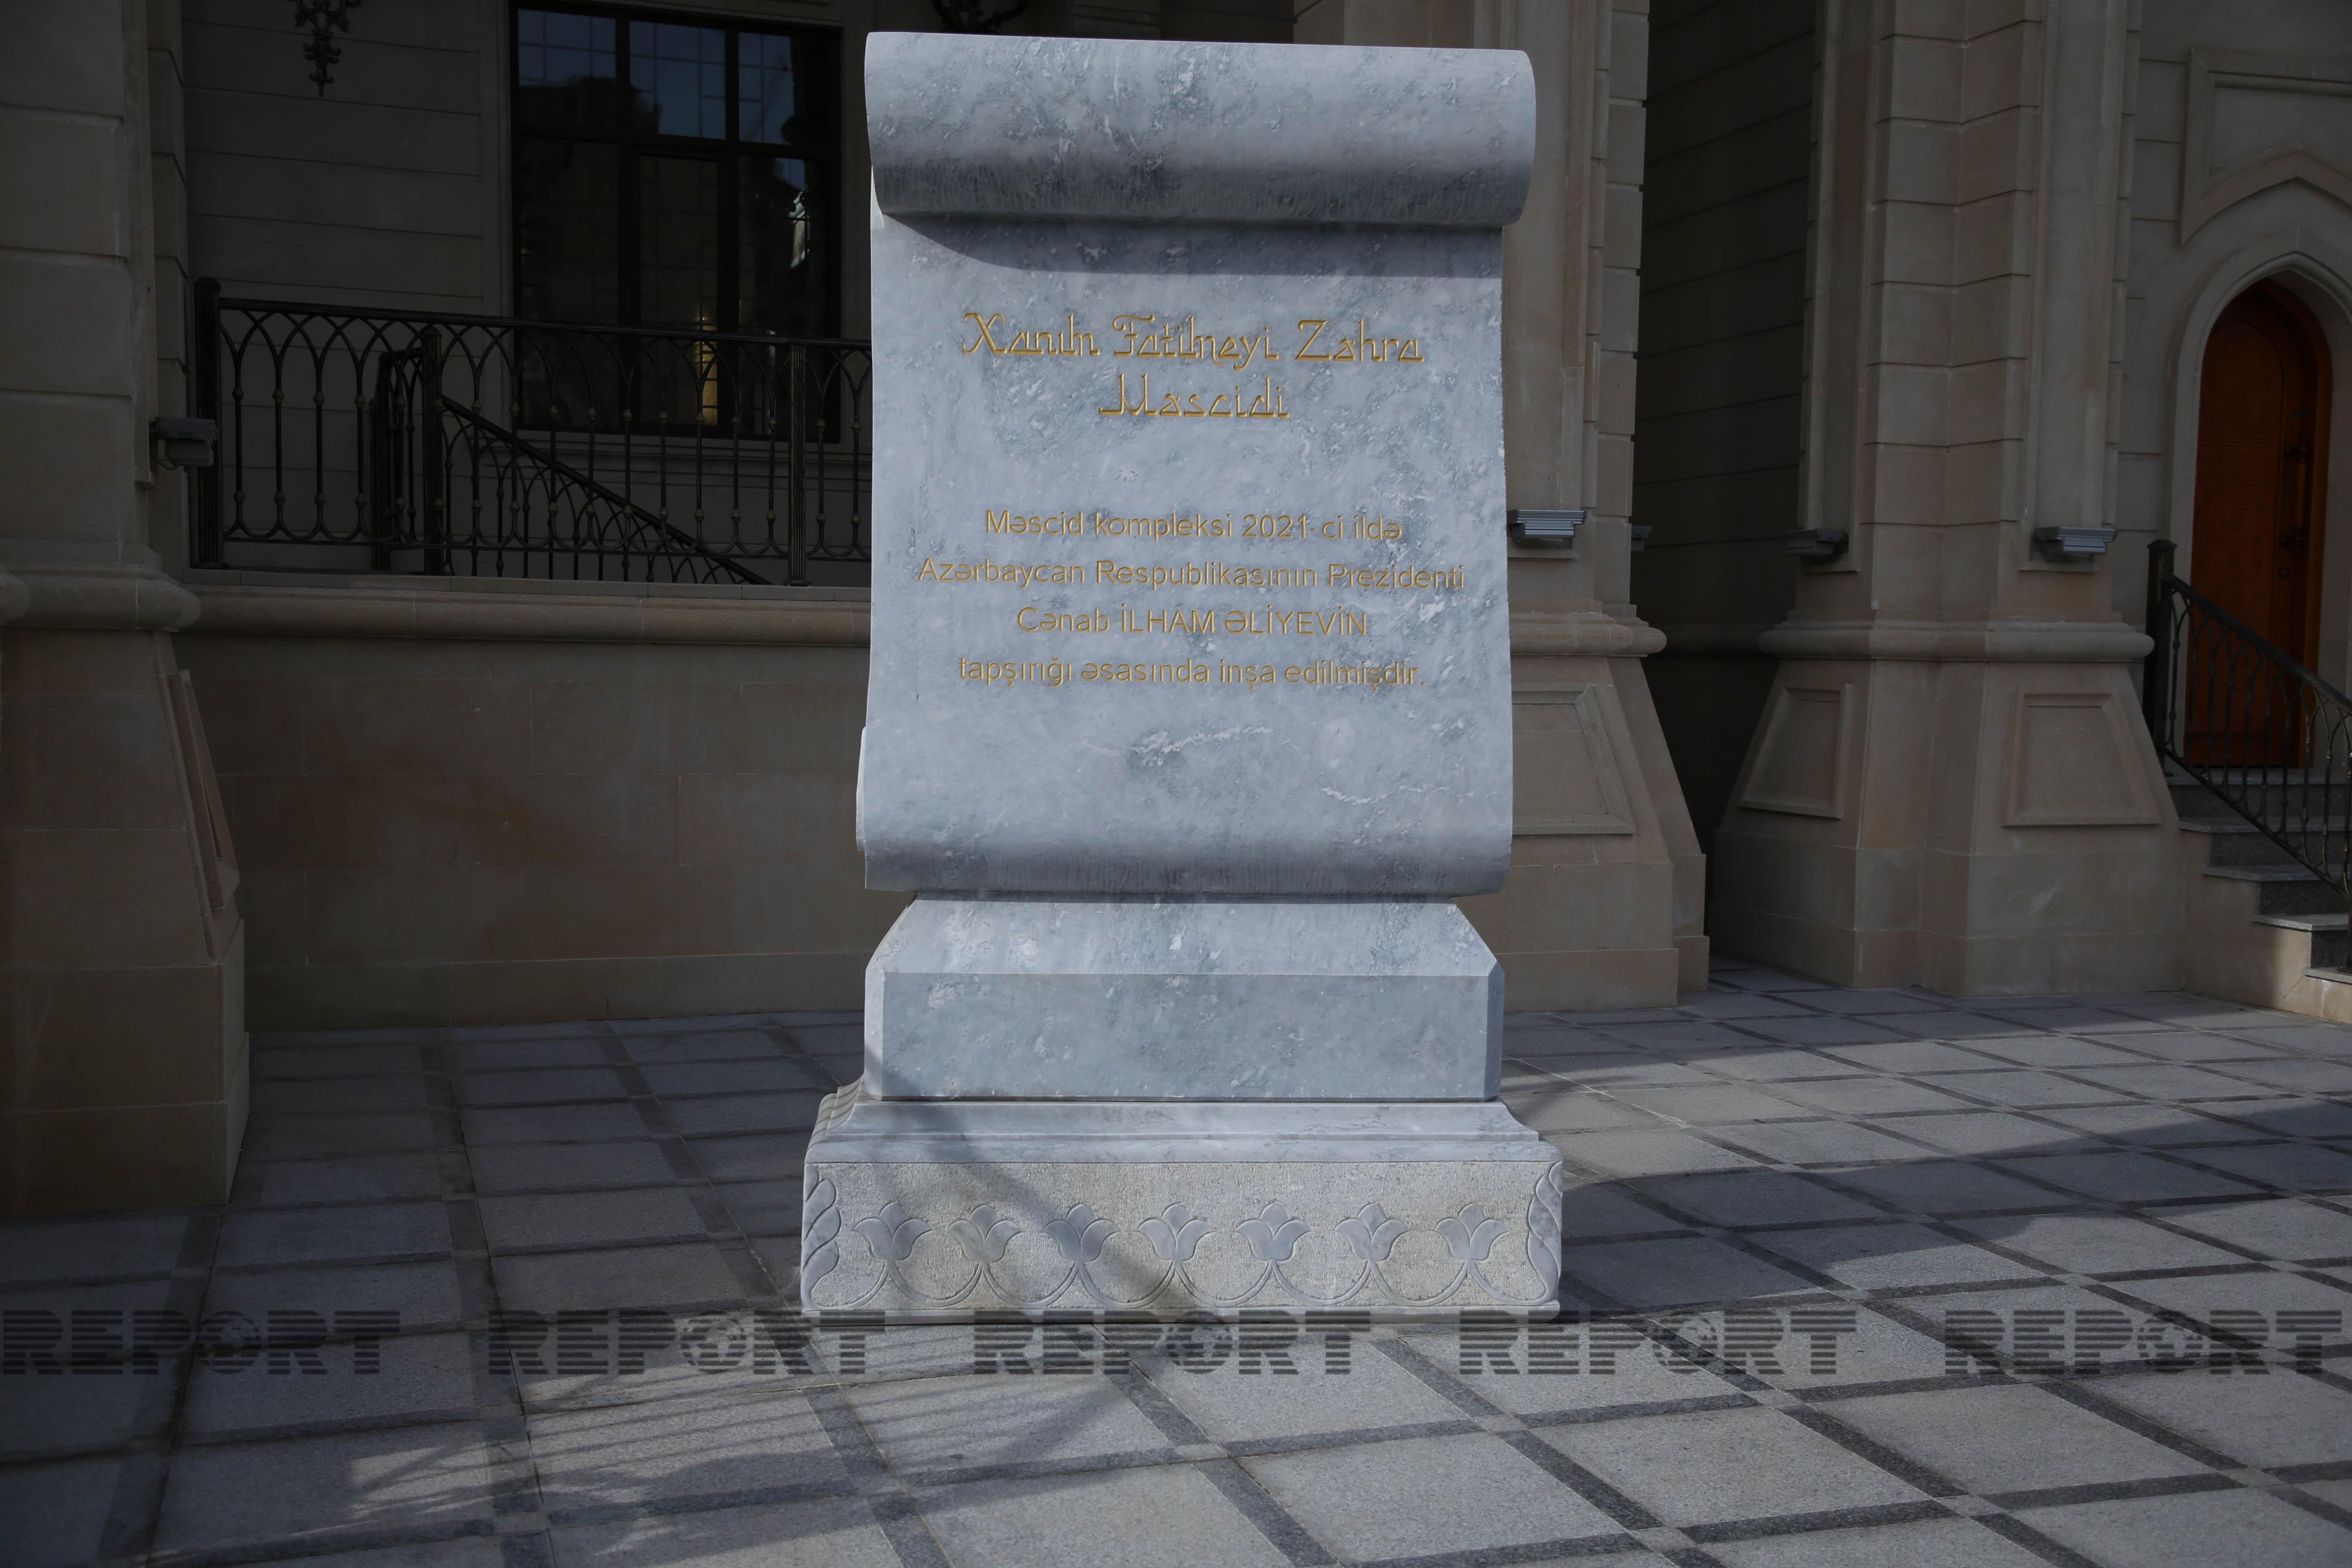 Xanım Fatimeyi Zəhra
Məscidi
Məscid kompleksi 2021-ci ildə
Azərbaycan Respublikasının Prezidenti
Cənab İLHAM ƏLİYEVİN
tapşırığı əsasında inşa edilmişdir.
REPORT REPORT REPORT REPORT REPORT